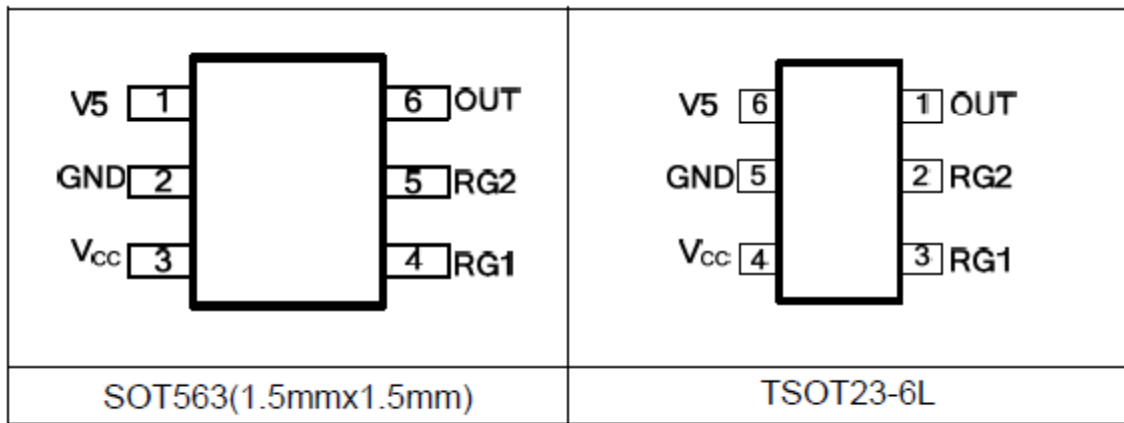 V5 1 6 OUT
GND 2 5 RG2
VCC 3 4 RG1
SOT563(1.5mmx1.5mm)
V5 6 1 OUT
GND 5 2 RG2
VCC 4 3 RG1
TSOT23-6L